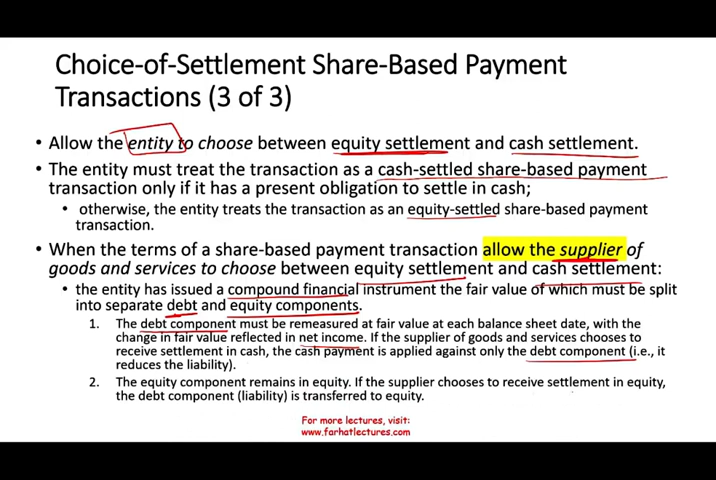 Choice-of-Settlement Share-Based Payment
Transactions (3 of 3)
• Allow the entity to choose between equity settlement and cash settlement.
• The entity must treat the transaction as a cash-settled share-based payment
transaction only if it has a present obligation to settle in cash;
• otherwise, the entity treats the transaction as an equity-settled share-based payment
transaction.
• When the terms of a share-based payment transaction allow the supplier of
goods and services to choose between equity settlement and cash settlement:
• the entity has issued a compound financial instrument the fair value of which must be split
into separate debt and equity components.
1. The debt component must be remeasured at fair value at each balance sheet date, with the
change in fair value reflected in net income. If the supplier of goods and services chooses to
receive settlement in cash, the cash payment is applied against only the debt component (i.e., it
reduces the liability).
2. The equity component remains in equity. If the supplier chooses to receive settlement in equity,
the debt component (liability) is transferred to equity.
For more lectures, visit:
www.farhatlectures.com